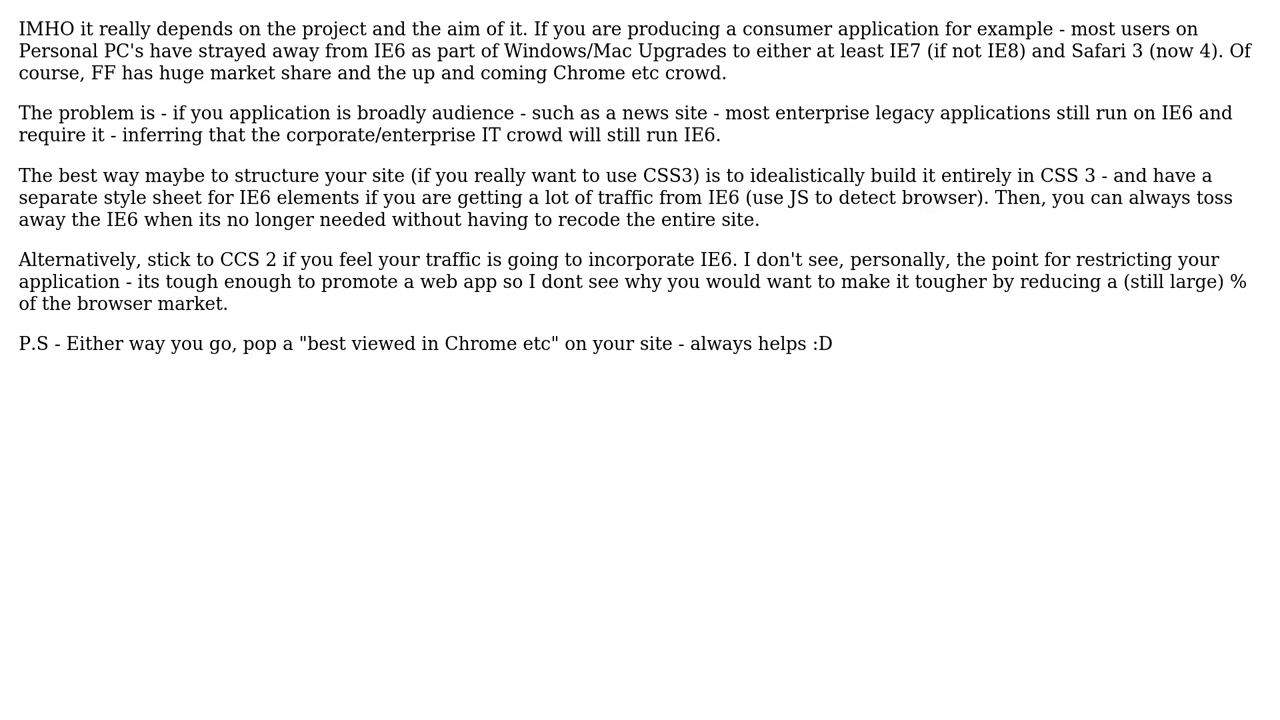 IMHO it really depends on the project and the aim of it. If you are producing a consumer application for example - most users on
Personal PC's have strayed away from IE6 as part of Windows/Mac Upgrades to either at least IE7 (if not IE8) and Safari 3 (now 4). Of
course, FF has huge market share and the up and coming Chrome etc crowd.
The problem is - if you application is broadly audience - such as a news site - most enterprise legacy applications still run on IE6 and
require it - inferring that the corporate/enterprise IT crowd will still run IE6.
The best way maybe to structure your site (if you really want to use CSS3) is to idealistically build it entirely in CSS 3 - and have a
separate style sheet for IE6 elements if you are getting a lot of traffic from IE6 (use JS to detect browser). Then, you can always toss
away the IE6 when its no longer needed without having to recode the entire site.
Alternatively, stick to CCS 2 if you feel your traffic is going to incorporate IE6. I don't see, personally, the point for restricting your
application - its tough enough to promote a web app so I dont see why you would want to make it tougher by reducing a (still large) %
of the browser market.
P.S - Either way you go, pop a "best viewed in Chrome etc" on your site - always helps :D